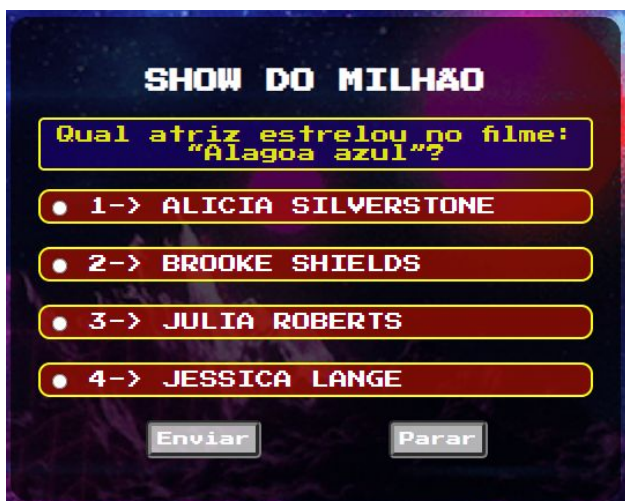 SHOW DO MILHÃO
Qual atriz estrelou no filme:
"Alagoa azul"?
1-> ALICIA SILVERSTONE
2-> BROOKE SHIELDS
3-> JULIA ROBERTS
4-> JESSICA LANGE
Enviar
Parar